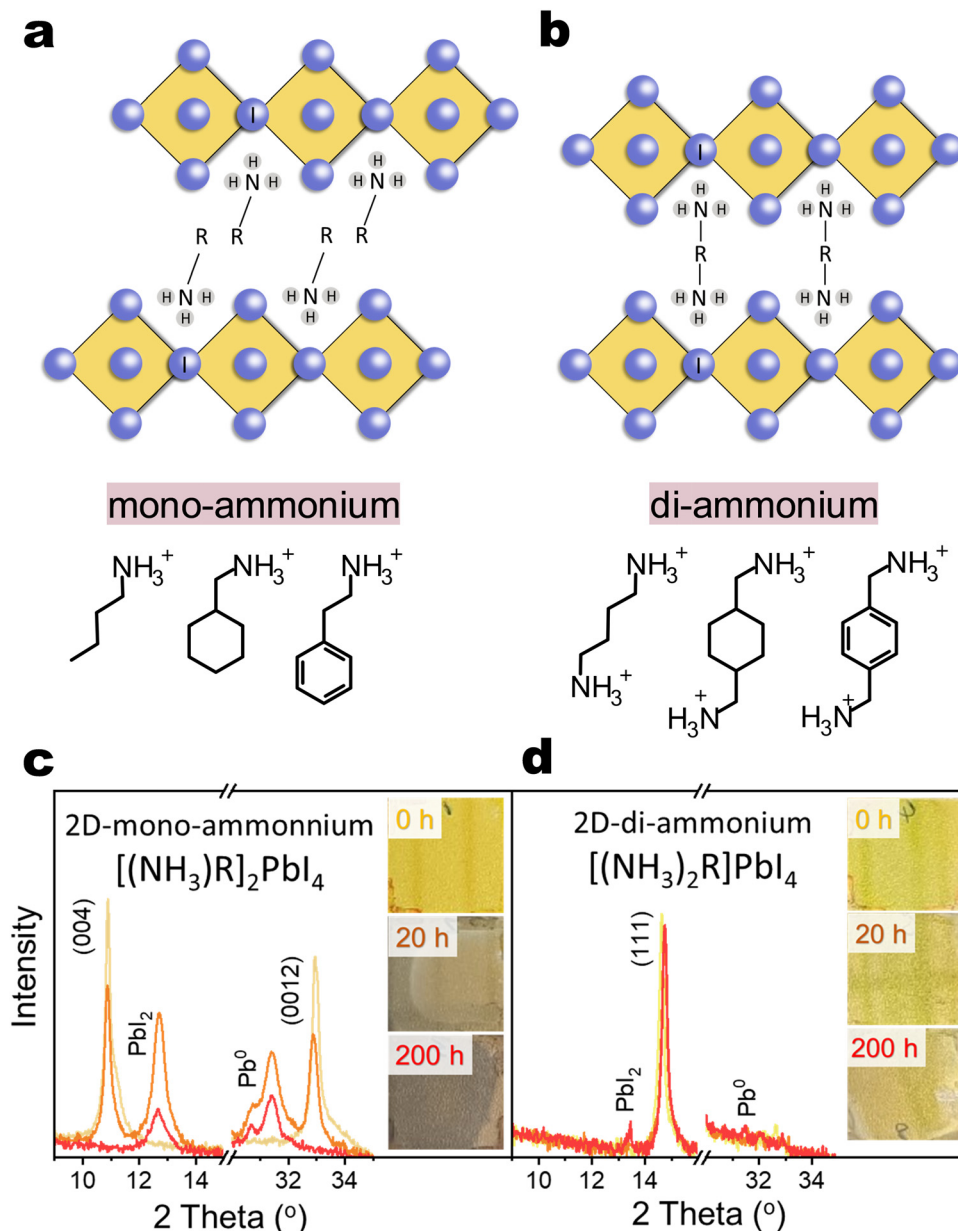 a
I
H
H N H
H
H N H
R R
R R
H N H
H
H N H
H
I
mono-ammonium
NH₃⁺
NH₃⁺
NH₃⁺
b
I
H
H N H
R
H N H
H
H
H N H
R
H N H
H
I
di-ammonium
NH₃⁺
NH₃⁺
NH₃⁺
NH₃⁺
H₃N⁺
H₃N⁺
c
2D-mono-ammonnium
[(NH₃)R]₂PbI₄
0 h
20 h
200 h
(004)
PbI₂
Pb⁰
(0012)
Intensity
10 12 14 32 34
2 Theta (º)
d
2D-di-ammonium
[(NH₃)₂R]PbI₄
0 h
20 h
200 h
(111)
PbI₂
Pb⁰
10 12 14 32 34
2 Theta (º)